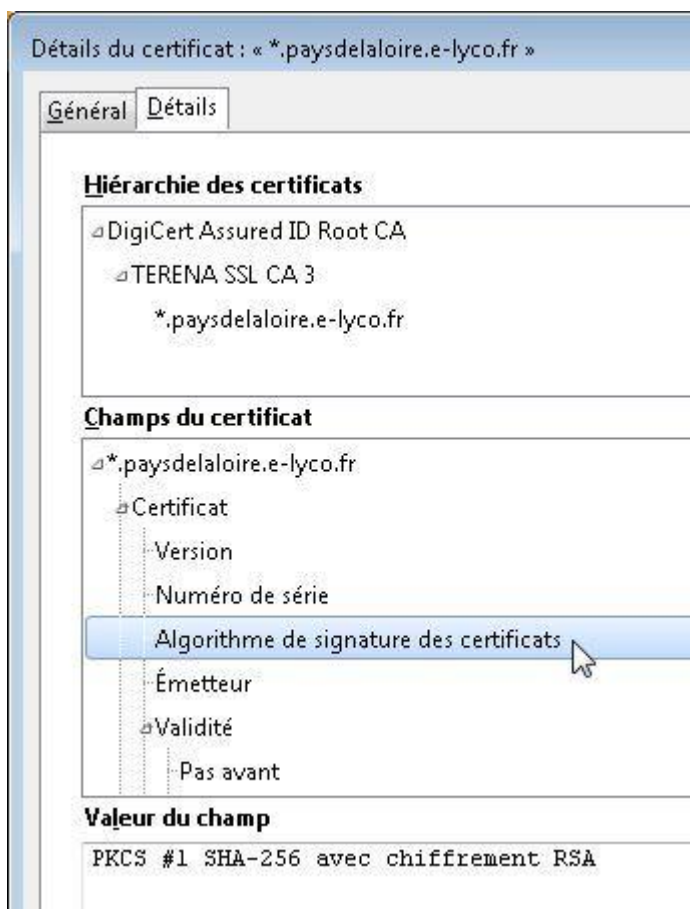 Détails du certificat : « *.paysdelaloire.e-lyco.fr »
Général Détails
Hiérarchie des certificats
DigiCert Assured ID Root CA
TERENA SSL CA 3
*.paysdelaloire.e-lyco.fr
Champs du certificat
*.paysdelaloire.e-lyco.fr
Certificat
Version
Numéro de série
Algorithme de signature des certificats
Émetteur
Validité
Pas avant
Valeur du champ
PKCS #1 SHA-256 avec chiffrement RSA